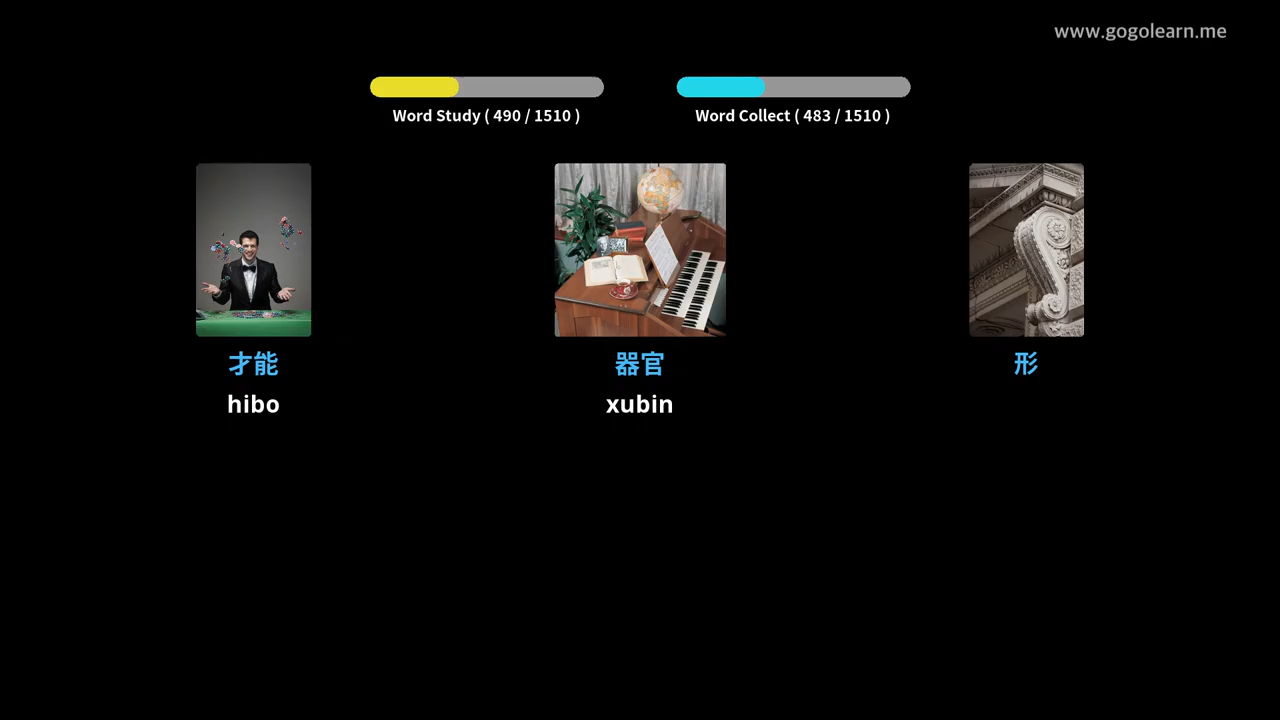 www.gogolearn.me
Word Study ( 490 / 1510 )
Word Collect ( 483 / 1510 )
才能
器官
形
hibo
xubin